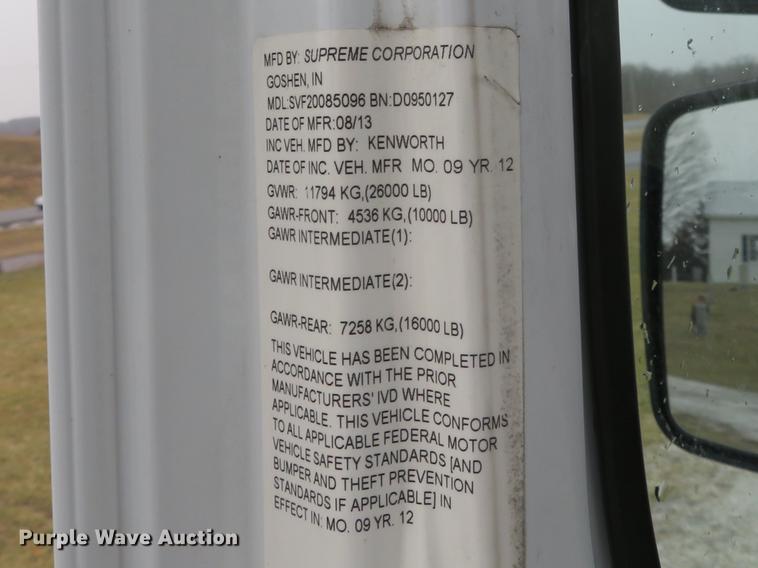 MFD BY: SUPREME CORPORATION
GOSHEN, IN
MDL:SVF20085096 BN:D0950127
DATE OF MFR:08/13
INC VEH. MFD BY: KENWORTH
DATE OF INC. VEH. MFR MO. 09 YR. 12
GVWR: 11794 KG,(26000 LB)
GAWR-FRONT: 4536 KG,(10000 LB)
GAWR INTERMEDIATE(1):
GAWR INTERMEDIATE(2):
GAWR-REAR: 7258 KG,(16000 LB)
THIS VEHICLE HAS BEEN COMPLETED IN
ACCORDANCE WITH THE PRIOR
MANUFACTURERS' IVD WHERE
APPLICABLE. THIS VEHICLE CONFORMS
TO ALL APPLICABLE FEDERAL MOTOR
VEHICLE SAFETY STANDARDS [AND
BUMPER AND THEFT PREVENTION
STANDARDS IF APPLICABLE] IN
EFFECT IN: MO. 09 YR. 12
Purple Wave Auction